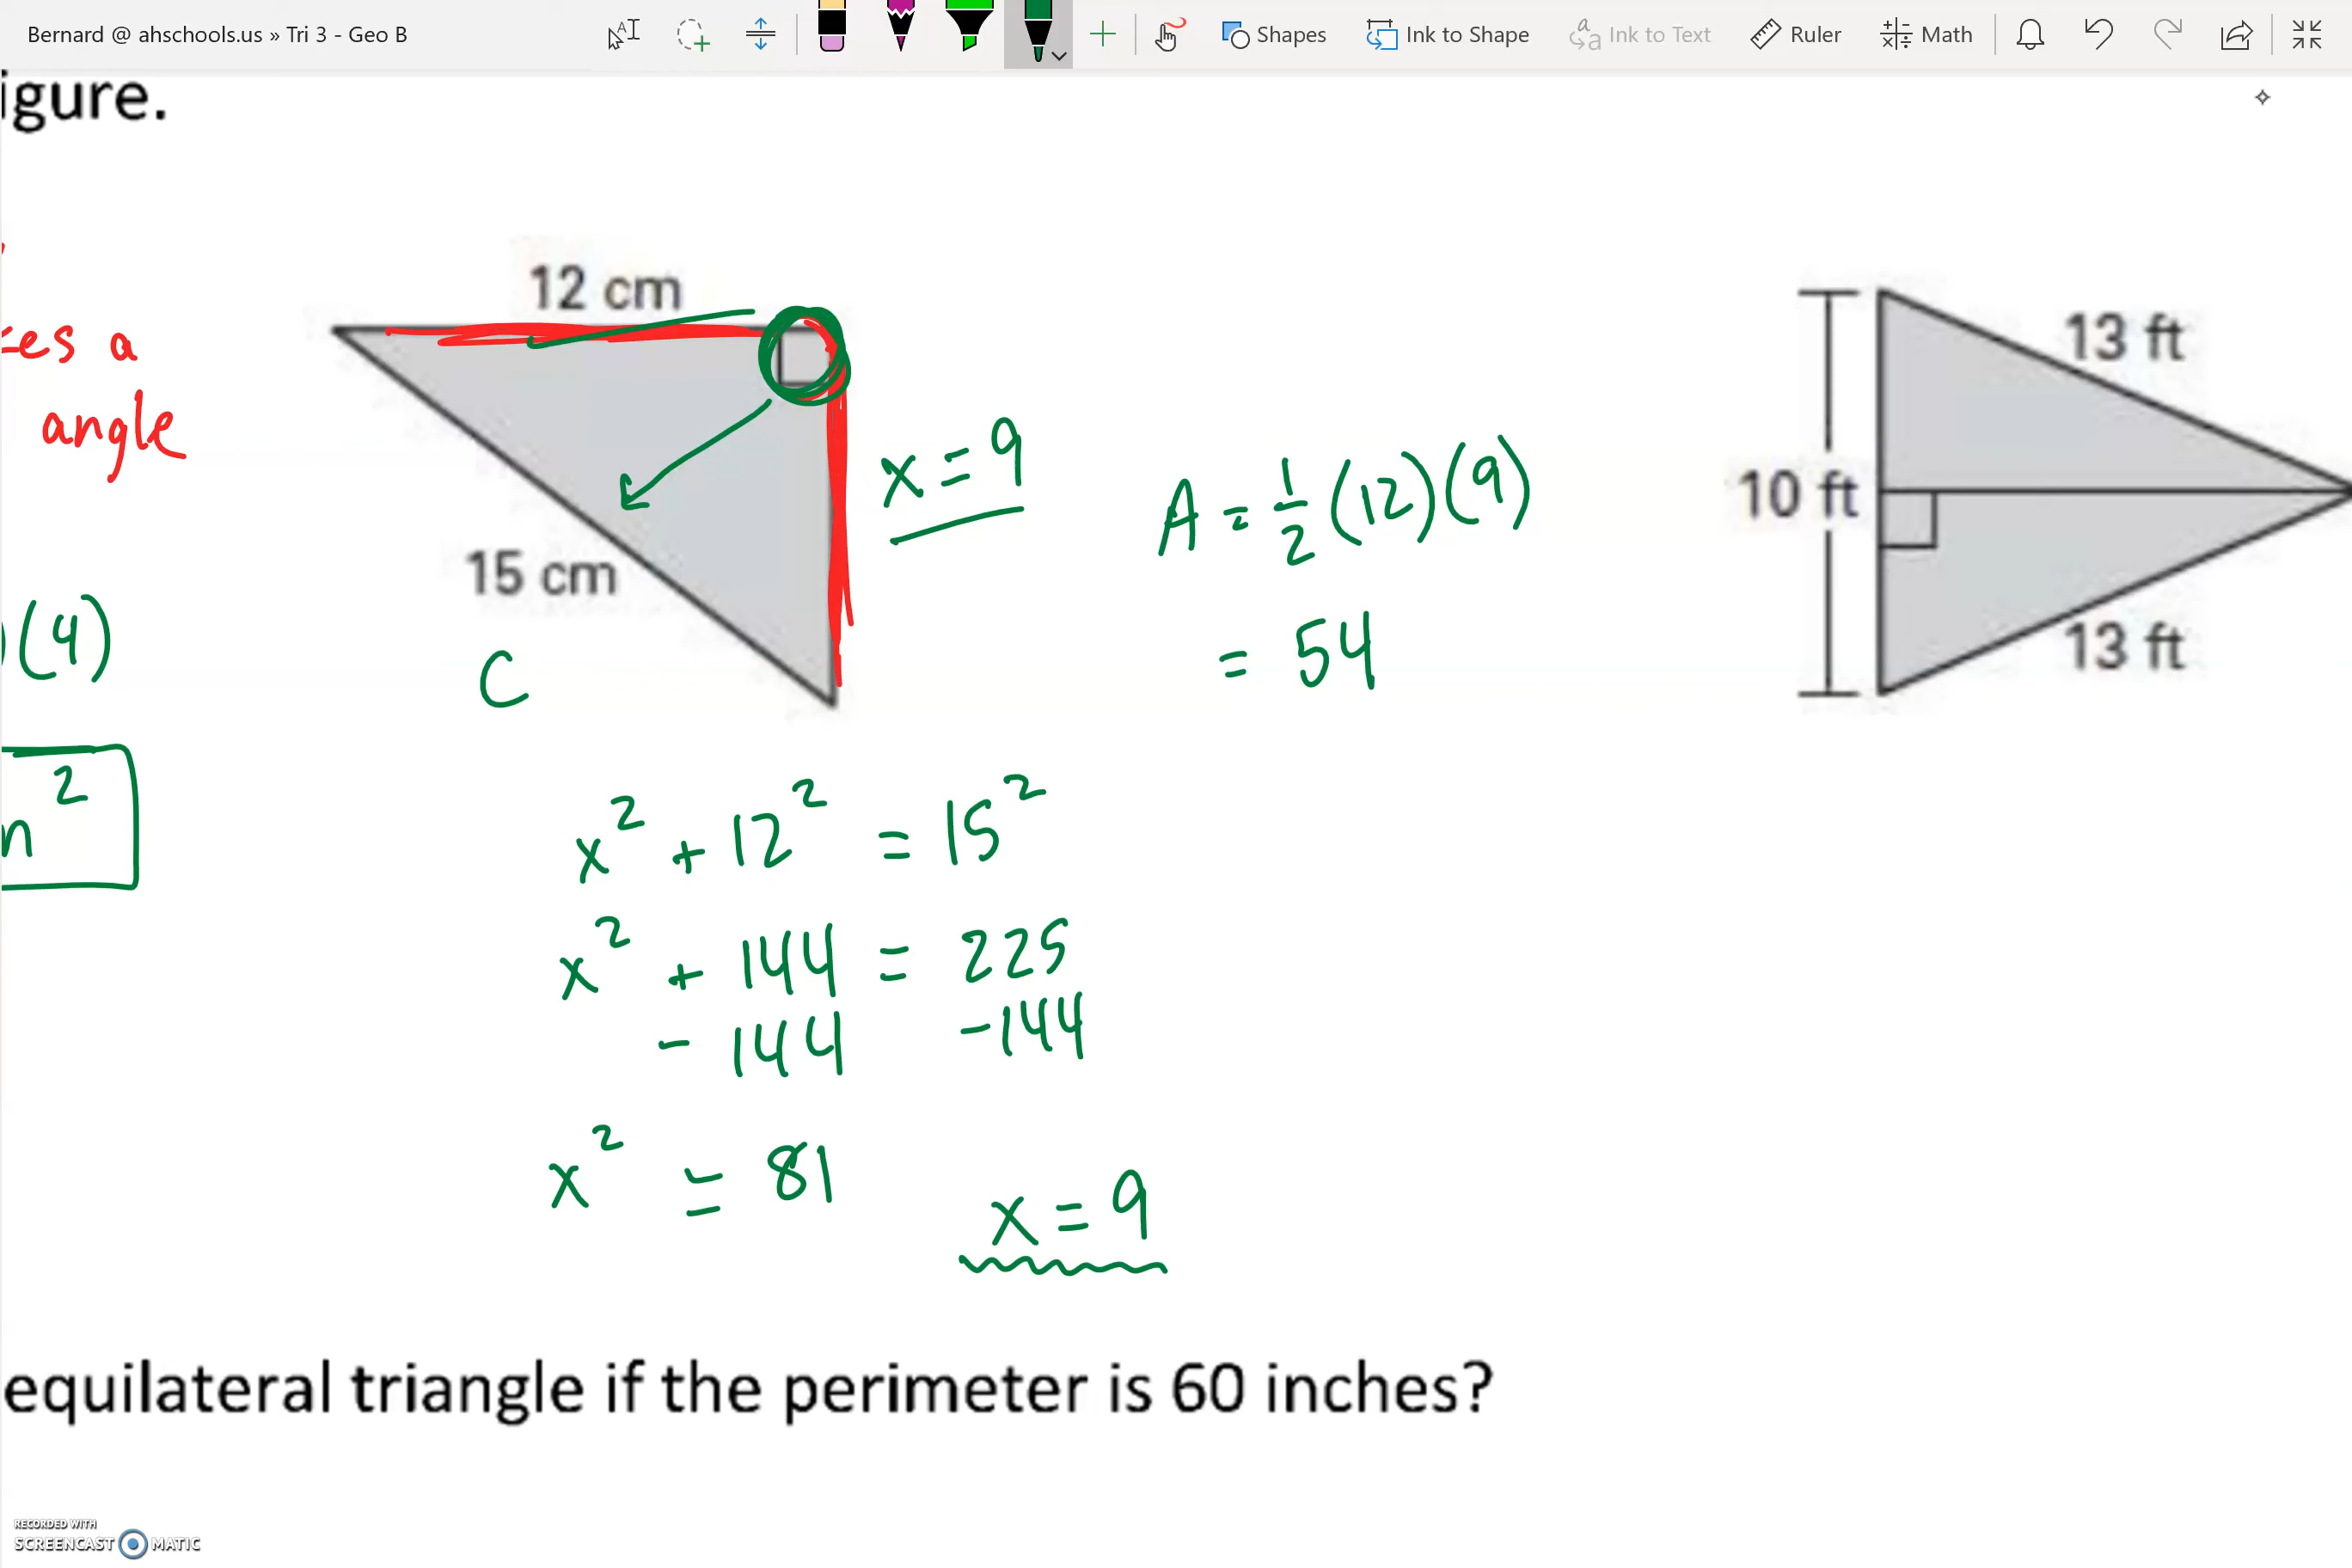 Bernard @ ahschools.us » Tri 3 - Geo B
Shapes
Ink to Shape
Ink to Text
Ruler
Math
igure.
12 cm
15 cm
C
a
angle
(4)
2
x = 9
A = 1/2 (12)(9)
= 54
10 ft
13 ft
13 ft
x² + 12² = 15²
x² + 144 = 225
- 144 -144
x² = 81
x = 9
equilateral triangle if the perimeter is 60 inches?
RECORDED WITH
SCREENCAST MATIC